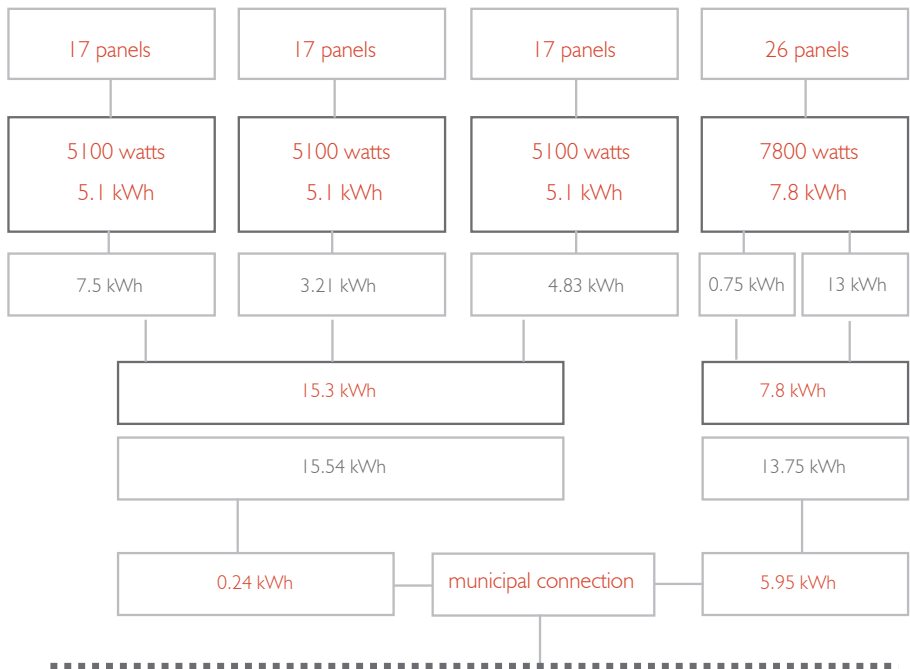 17 panels
17 panels
17 panels
26 panels
5100 watts
5.1 kWh
5100 watts
5.1 kWh
5100 watts
5.1 kWh
7800 watts
7.8 kWh
7.5 kWh
3.21 kWh
4.83 kWh
0.75 kWh
13 kWh
15.3 kWh
7.8 kWh
15.54 kWh
13.75 kWh
0.24 kWh
municipal connection
5.95 kWh